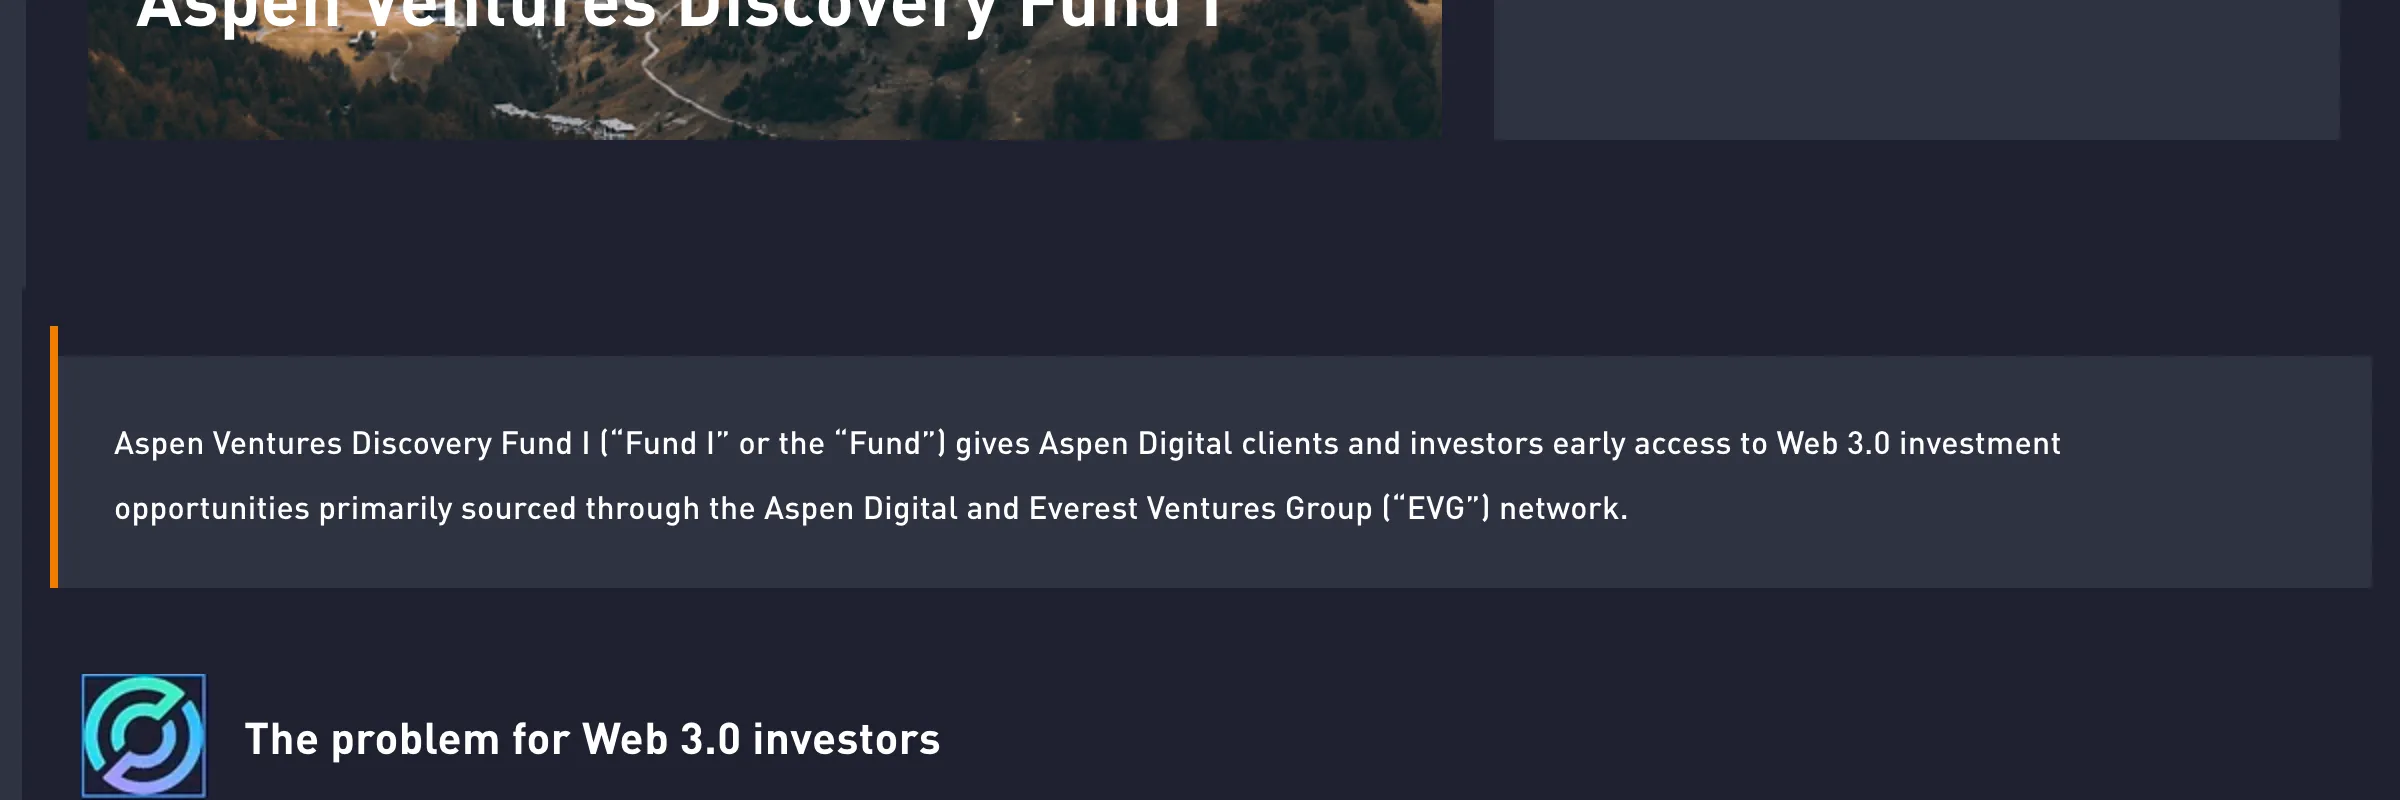 Aspen Ventures Discovery Fund I
Aspen Ventures Discovery Fund I (“Fund I” or the “Fund”) gives Aspen Digital clients and investors early access to Web 3.0 investment
opportunities primarily sourced through the Aspen Digital and Everest Ventures Group (“EVG”) network.
The problem for Web 3.0 investors